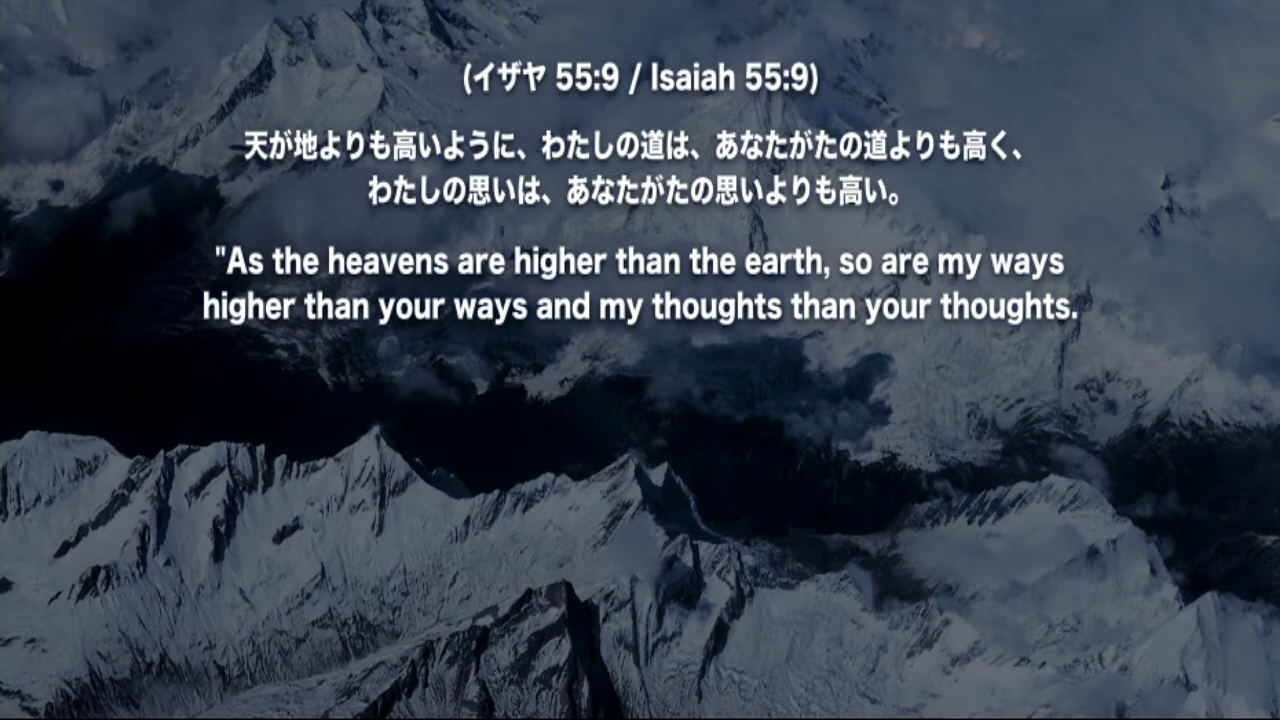 (イザヤ 55:9 / Isaiah 55:9)
天が地よりも高いように、わたしの道は、あなたがたの道よりも高く、
わたしの思いは、あなたがたの思いよりも高い。
"As the heavens are higher than the earth, so are my ways
higher than your ways and my thoughts than your thoughts.